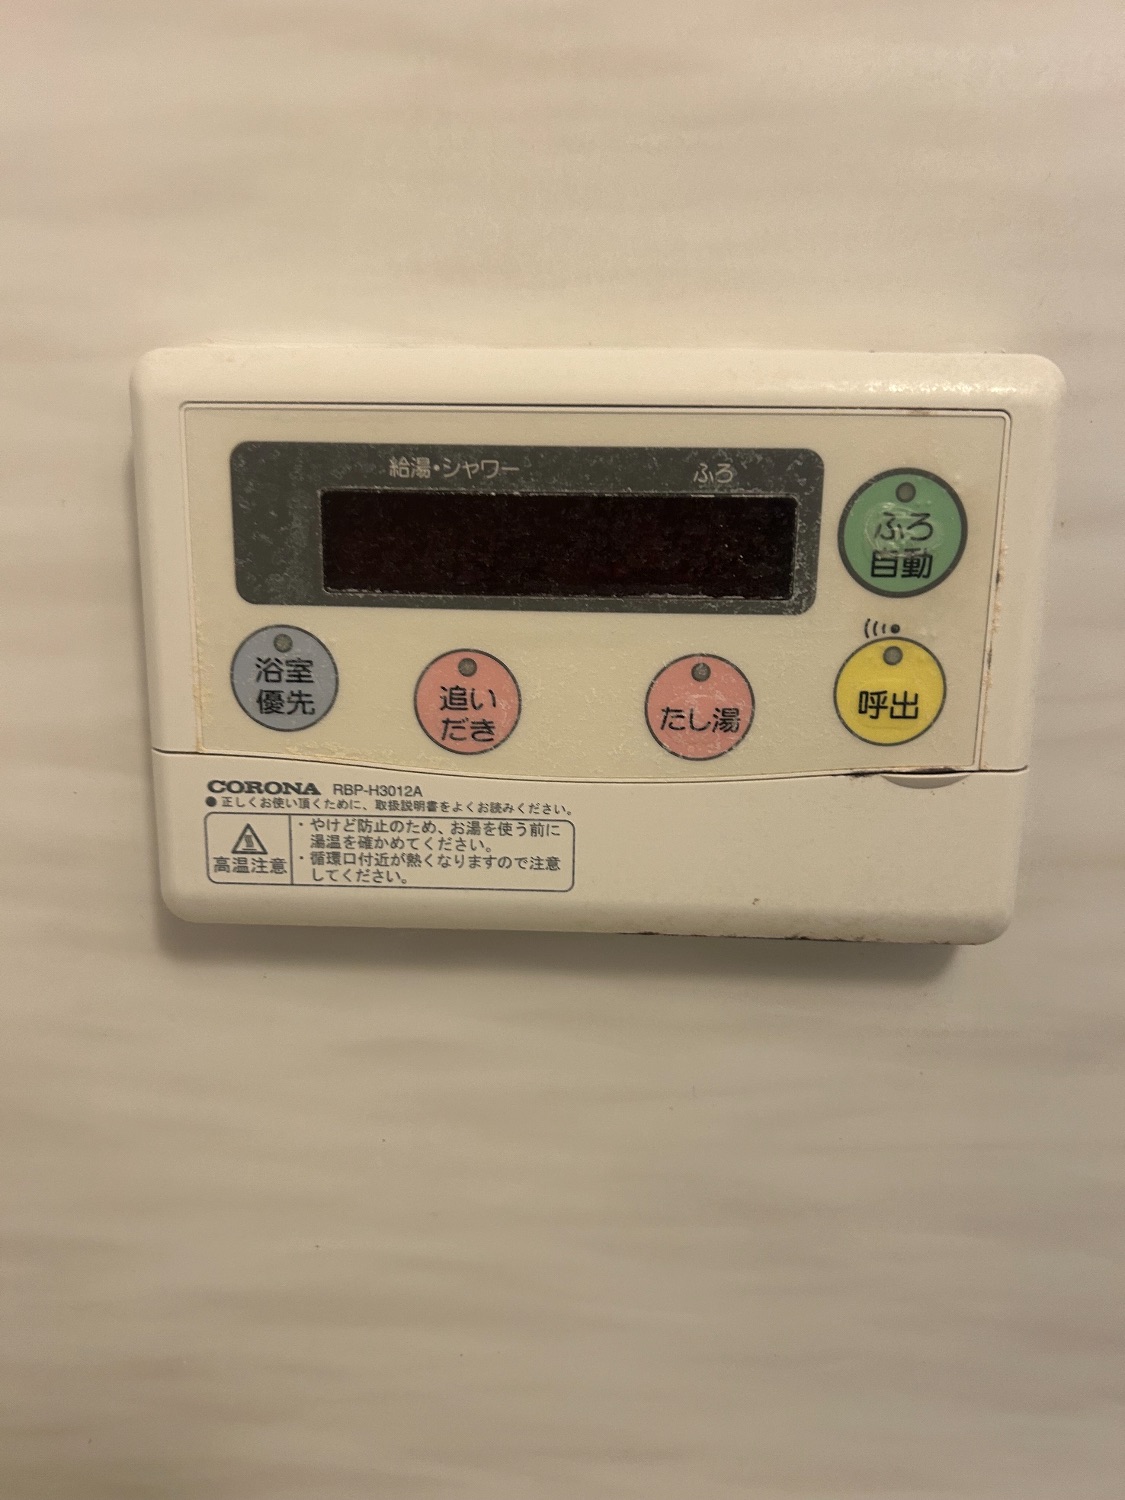 給湯・シャワー ふろ
ふろ
自動
浴室
優先
追い
だき
たし湯
呼出
CORONA RBP-H3012A
●正しくお使い頂くために、取扱説明書をよくお読みください。
高温注意
・やけど防止のため、お湯を使う前に
湯温を確かめてください。
・循環口付近が熱くなりますので注意
してください。